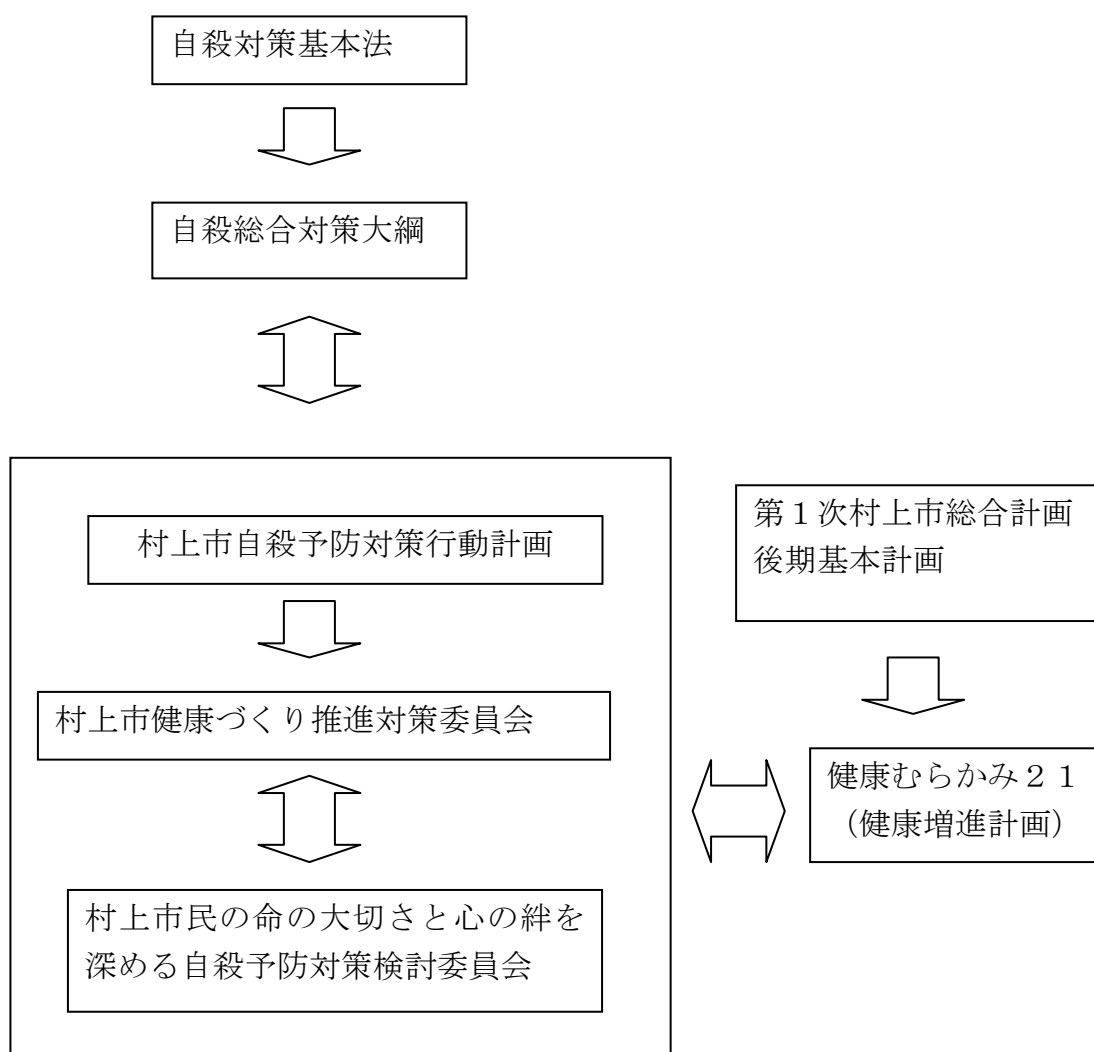 自殺対策基本法
自殺総合対策大綱
村上市自殺予防対策行動計画
村上市健康づくり推進対策委員会
村上市民の命の大切さと心の絆を
深める自殺予防対策検討委員会
第１次村上市総合計画
後期基本計画
健康むらかみ２１
（健康増進計画）